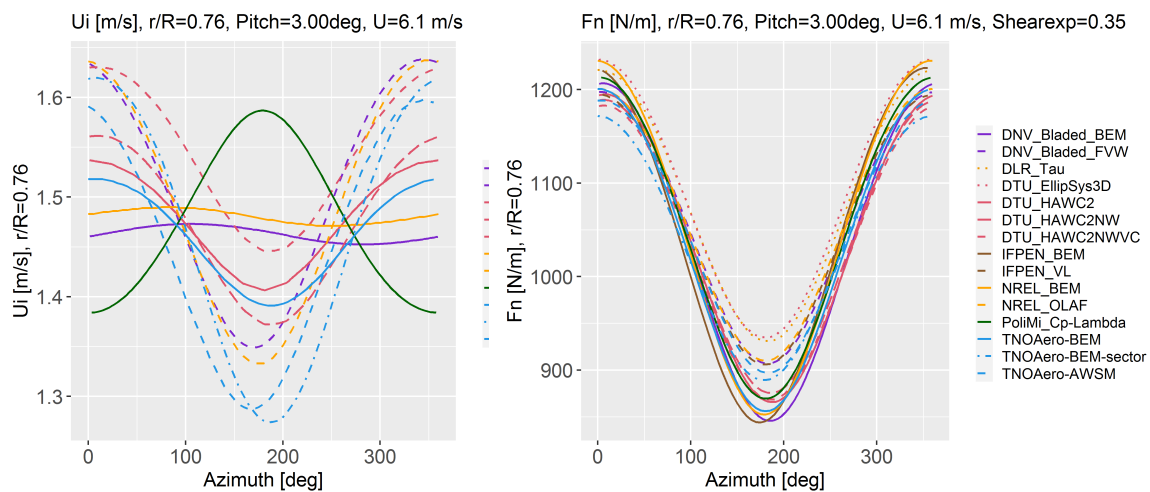 Ui [m/s], r/R=0.76, Pitch=3.00deg, U=6.1 m/s
Ui [m/s], r/R=0.76
1.6
1.5
1.4
1.3
0 100 200 300
Azimuth [deg]
Fn [N/m], r/R=0.76, Pitch=3.00deg, U=6.1 m/s, Shearexp=0.35
Fn [N/m], r/R=0.76
1200
1100
1000
900
0 100 200 300
Azimuth [deg]
DNV_Bladed_BEM
DNV_Bladed_FVW
DLR_Tau
DTU_EllipSys3D
DTU_HAWC2
DTU_HAWC2NW
DTU_HAWC2NWVC
IFPEN_BEM
IFPEN_VL
NREL_BEM
NREL_OLAF
PoliMi_Cp-Lambda
TNOAero-BEM
TNOAero-BEM-sector
TNOAero-AWSM